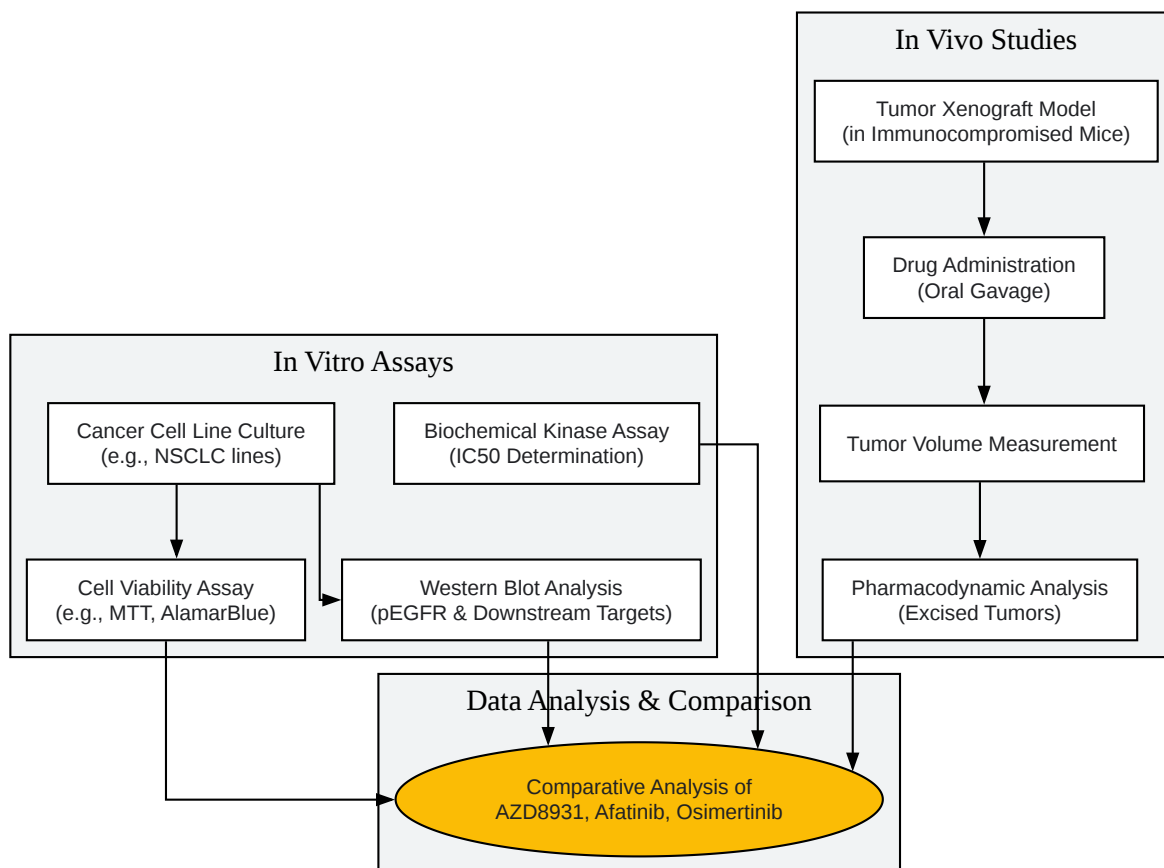 In Vivo Studies
Tumor Xenograft Model
(in Immunocompromised Mice)
Drug Administration
(Oral Gavage)
Tumor Volume Measurement
Pharmacodynamic Analysis
(Excised Tumors)
In Vitro Assays
Cancer Cell Line Culture
(e.g., NSCLC lines)
Biochemical Kinase Assay
(IC50 Determination)
Cell Viability Assay
(e.g., MTT, AlamarBlue)
Western Blot Analysis
(pEGFR & Downstream Targets)
Data Analysis & Comparison
Comparative Analysis of
AZD8931, Afatinib, Osimertinib